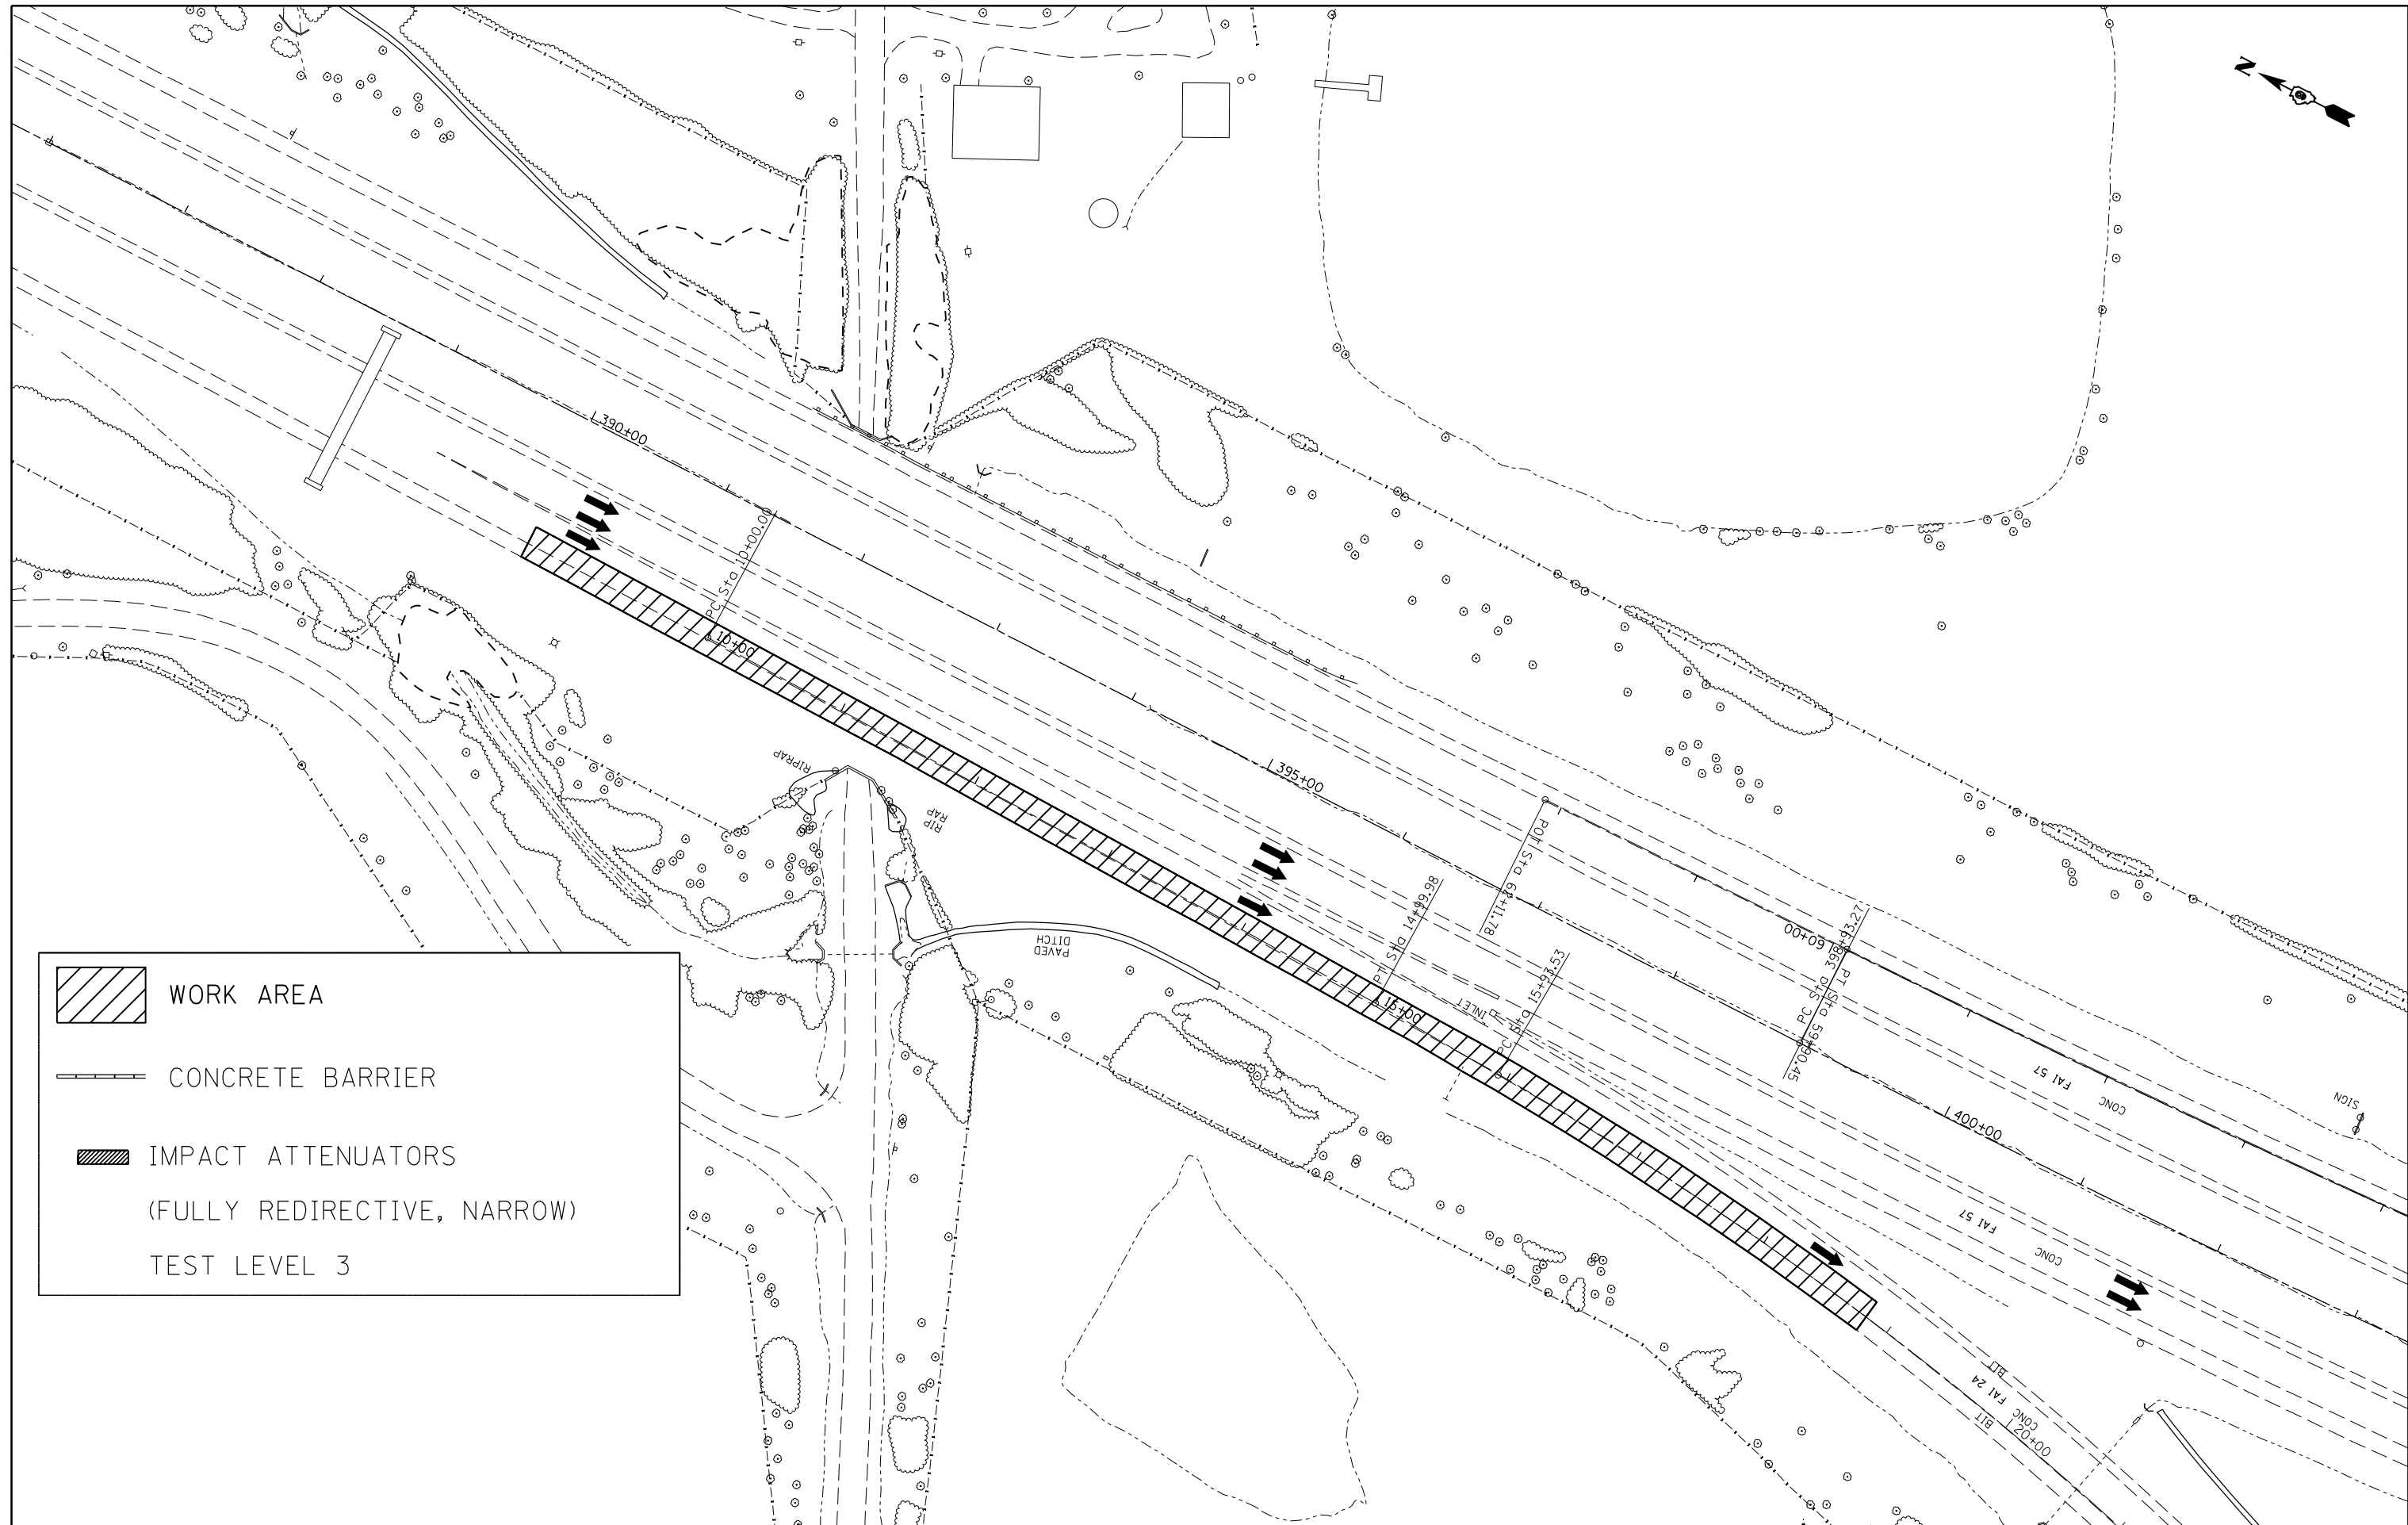 N
390+00
PC Sta 10+00.00
10+00
RIPRAP
RIP
RAP
395+00
POT Sta 62+11.78
PT Sta 14+99.98
PAVED
DITCH
60+00
PC Sta 398+93.27
PT Sta 59+90.45
INLET
15+00
PC Sta 15+93.53
FAI 57
CONC
SIGN
400+00
FAI 57
CONC
BIT
FAI 24
CONC
BIT
20+00
WORK AREA
CONCRETE BARRIER
IMPACT ATTENUATORS
(FULLY REDIRECTIVE, NARROW)
TEST LEVEL 3